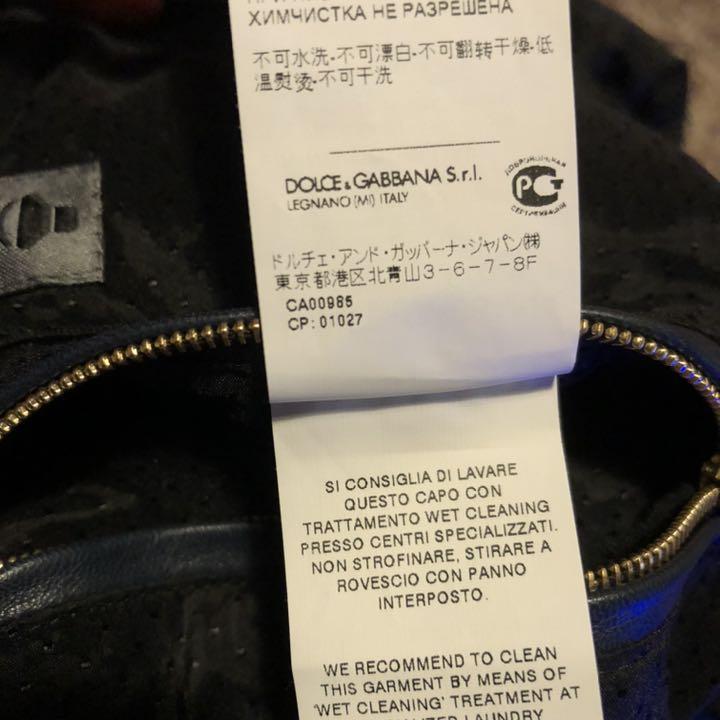 ХИМЧИСТКА НЕ РАЗРЕШЕНА
不可水洗-不可漂白-不可翻转干燥-低
温熨烫-不可干洗
DOLCE&GABBANA S.r.l.
LEGNANO (MI) ITALY
РСТ
ドルチェ・アンド・ガッバーナ・ジャパン㈱
東京都港区北青山3-6-7-8F
CA00985
CP: 01027
SI CONSIGLIA DI LAVARE
QUESTO CAPO CON
TRATTAMENTO WET CLEANING
PRESSO CENTRI SPECIALIZZATI.
NON STROFINARE, STIRARE A
ROVESCIO CON PANNO
INTERPOSTO.
WE RECOMMEND TO CLEAN
THIS GARMENT BY MEANS OF
'WET CLEANING' TREATMENT AT